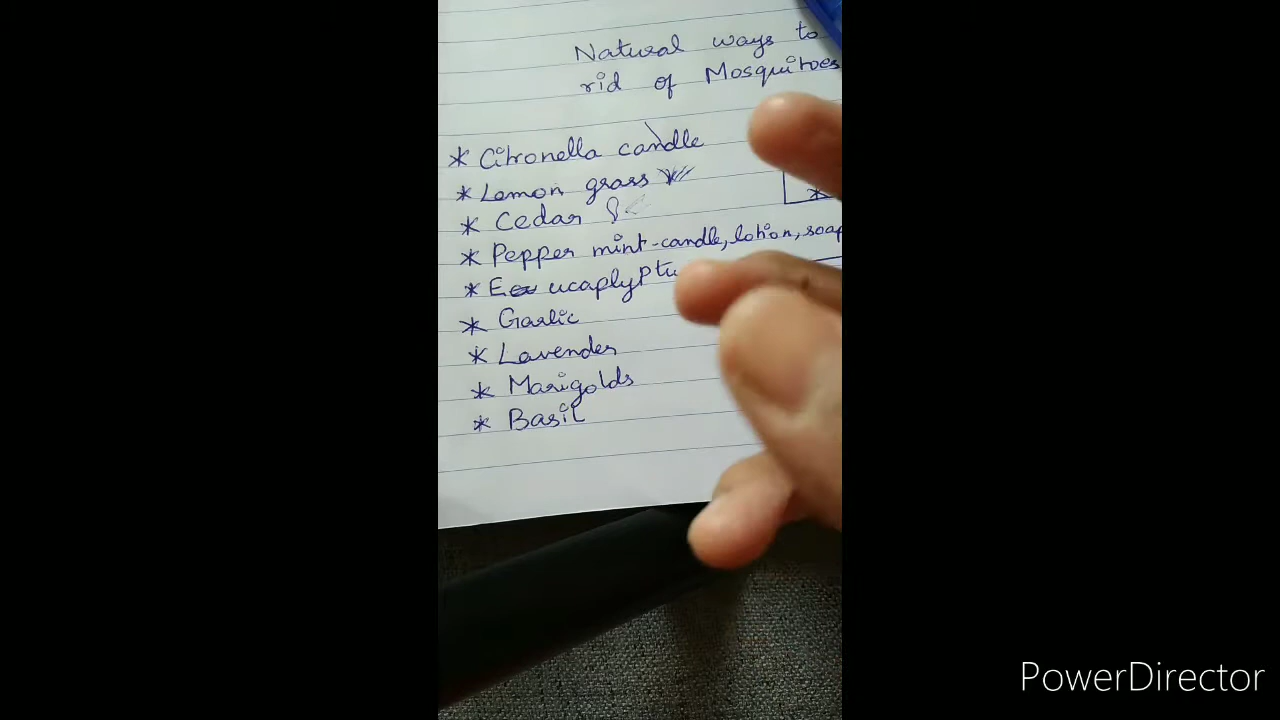 Natural ways to
rid of Mosquitoes
* Citronella candle
* Lemon grass
* Cedar
* Pepper mint-candle, lotion, soap
* Eucaplyptu
* Garlic
* Lavender
* Marigolds
* Basil
PowerDirector